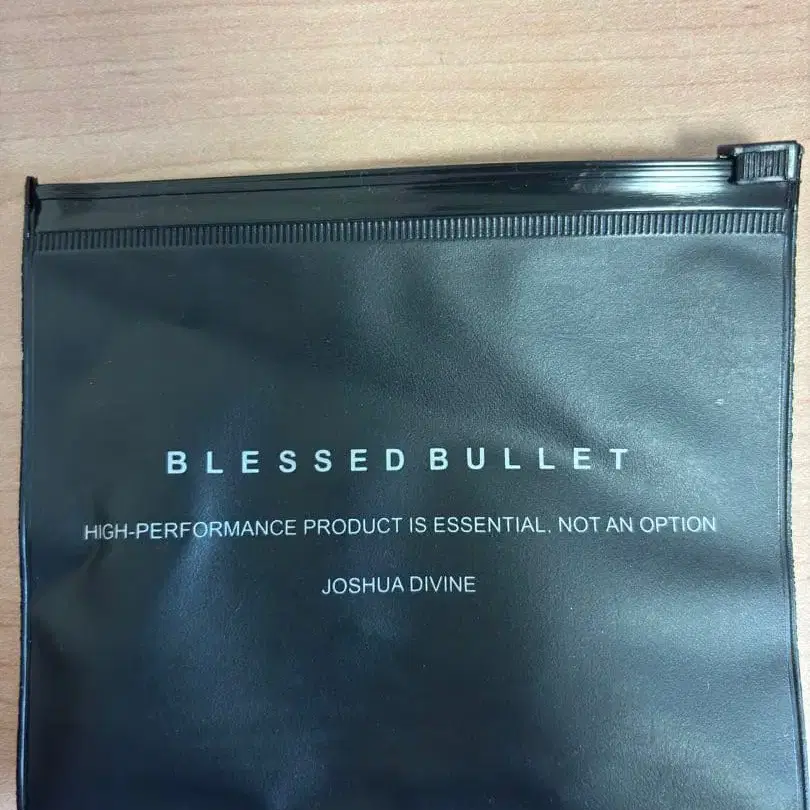 BLESSED BULLET
HIGH-PERFORMANCE PRODUCT IS ESSENTIAL, NOT AN OPTION
JOSHUA DIVINE